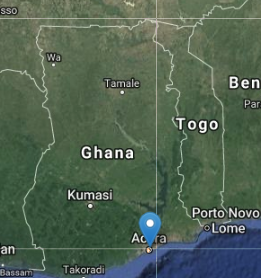 sso
Wa
Tamale
Ben
Par
Togo
Ghana
Kumasi
Porto Novo
Lome
Accra
an
Takoradi
Bassam